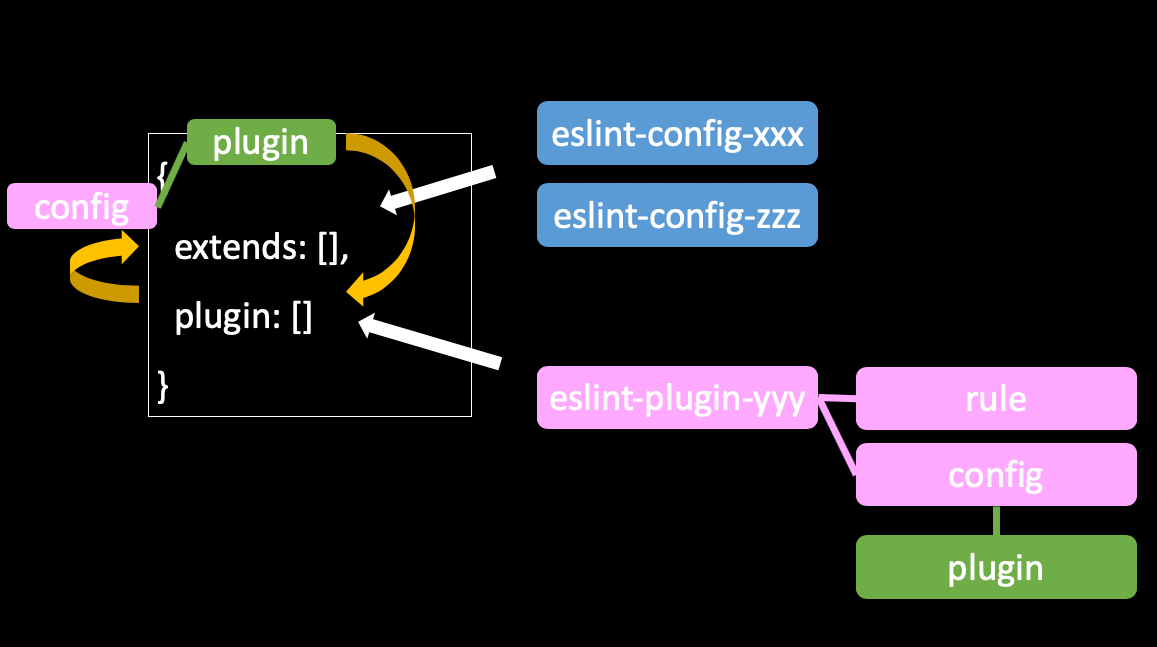 plugin
{
config
extends: [],
plugin: []
}
eslint-config-xxx
eslint-config-zzz
eslint-plugin-yyy
rule
config
plugin